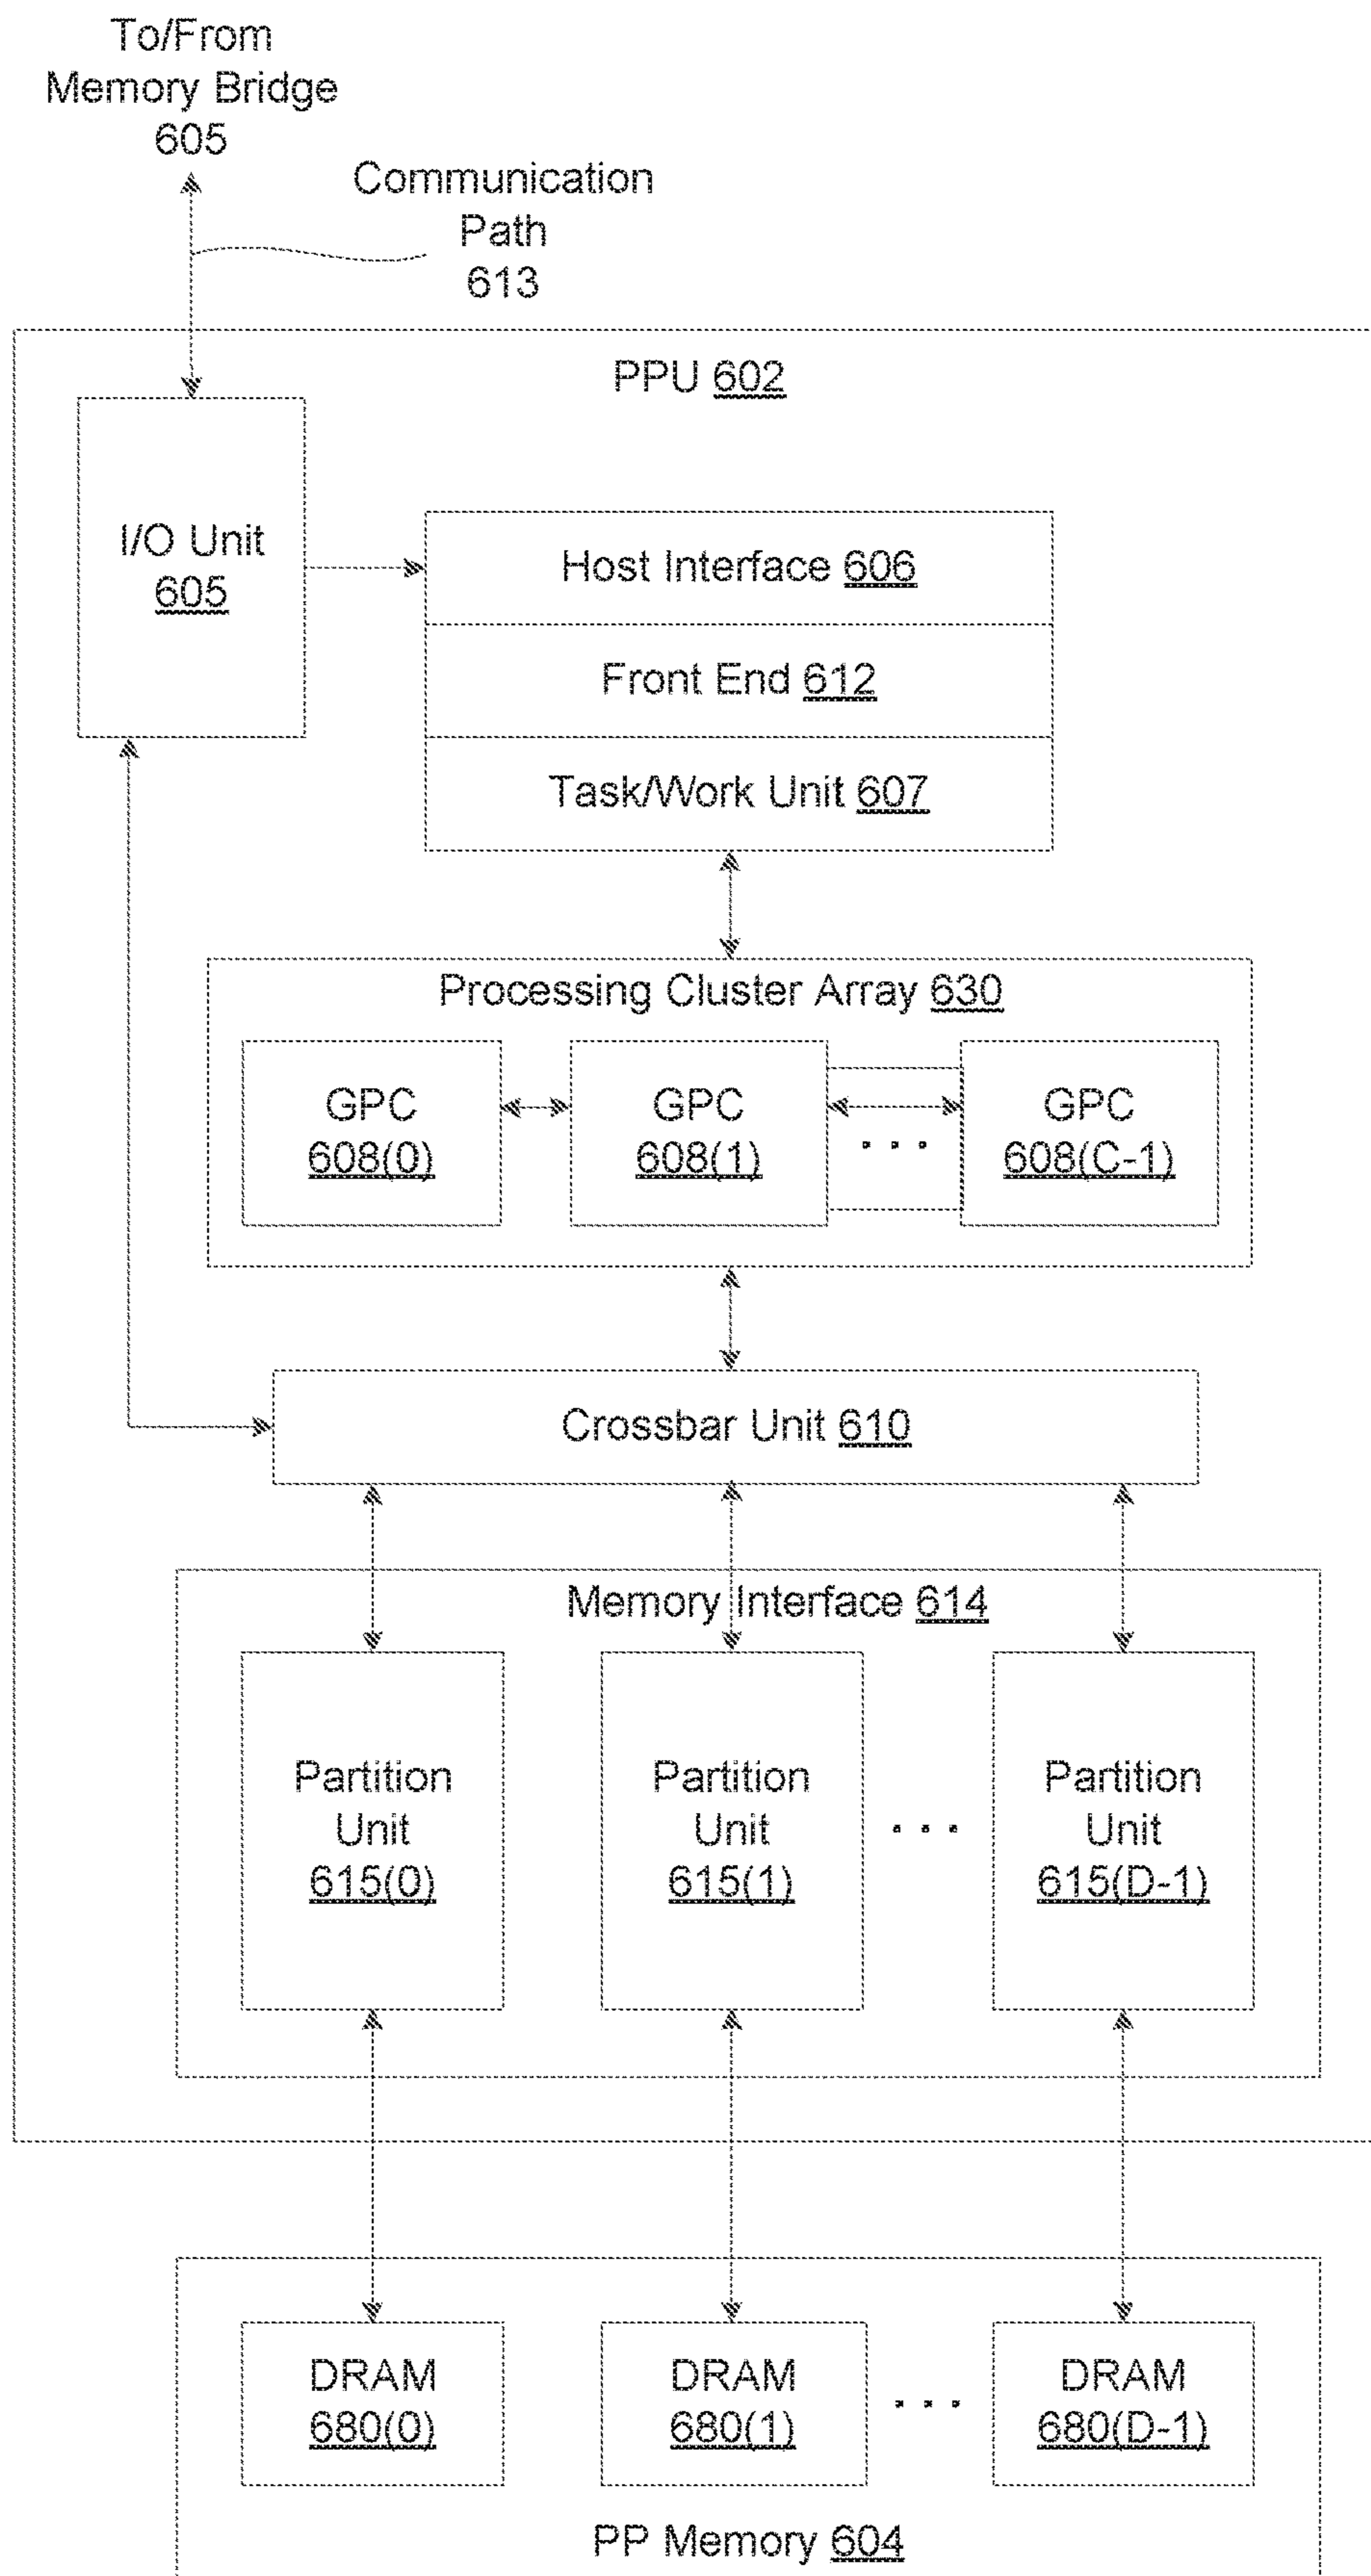 To/From
Memory Bridge
605
Communication
Path
613
PPU 602
I/O Unit
605
Host Interface 606
Front End 612
Task/Work Unit 607
Processing Cluster Array 630
GPC
608(0)
GPC
608(1)
. . .
GPC
608(C-1)
Crossbar Unit 610
Memory Interface 614
Partition
Unit
615(0)
Partition
Unit
615(1)
. . .
Partition
Unit
615(D-1)
DRAM
680(0)
DRAM
680(1)
. . .
DRAM
680(D-1)
PP Memory 604